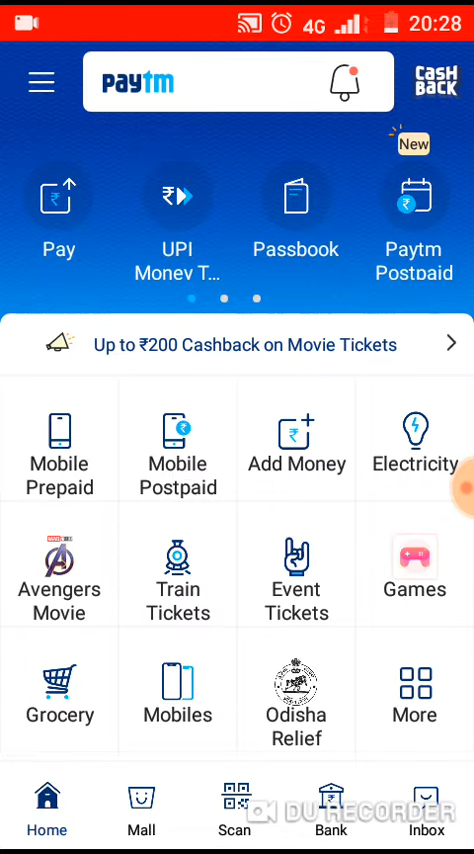 4G 20:28
paytm
CASH
BACK
New
Pay
UPI
Money T...
Passbook
Paytm
Postpaid
Up to ₹200 Cashback on Movie Tickets
Mobile
Prepaid
Mobile
Postpaid
Add Money
Electricity
Avengers
Movie
Train
Tickets
Event
Tickets
Games
Grocery
Mobiles
Odisha
Relief
More
Home
Mall
Scan
Bank
Inbox
DU RECORDER